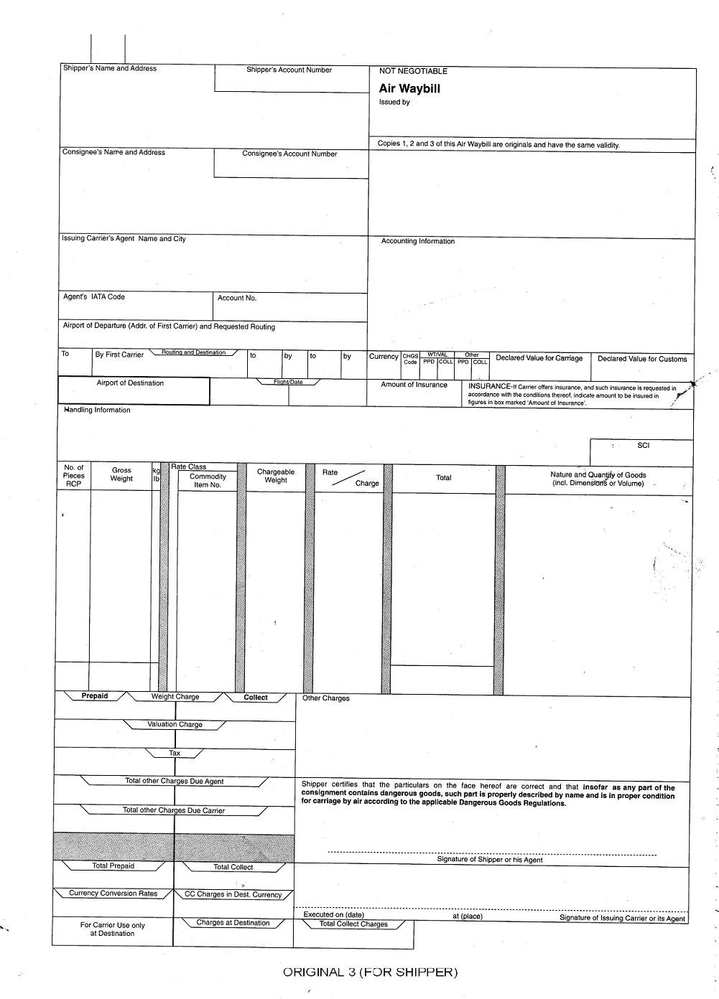 Shipper's Name and Address
Shipper's Account Number
NOT NEGOTIABLE
Air Waybill
Issued by
Copies 1, 2 and 3 of this Air Waybill are originals and have the same validity.
Consignee's Name and Address
Consignee's Account Number
Issuing Carrier's Agent Name and City
Accounting Information
Agent's IATA Code
Account No.
Airport of Departure (Addr. of First Carrier) and Requested Routing
To
By First Carrier
Routing and Destination
to
by
to
by
Currency
CHGS
Code
WT/VAL
PPD
COLL
Other
PPD
COLL
Declared Value for Carriage
Declared Value for Customs
Airport of Destination
Flight/Date
Amount of Insurance
INSURANCE-If Carrier offers insurance, and such insurance is requested in
accordance with the conditions thereof, indicate amount to be insured in
figures in box marked 'Amount of Insurance'.
Handling Information
SCI
No. of
Pieces
RCP
Gross
Weight
kg
lb
Rate Class
Commodity
Item No.
Chargeable
Weight
Rate
Charge
Total
Nature and Quantity of Goods
(incl. Dimensions or Volume)
Prepaid
Weight Charge
Collect
Other Charges
Valuation Charge
Tax
Total other Charges Due Agent
Shipper certifies that the particulars on the face hereof are correct and that insofar as any part of the
consignment contains dangerous goods, such part is properly described by name and is in proper condition
for carriage by air according to the applicable Dangerous Goods Regulations.
Total other Charges Due Carrier
Signature of Shipper or his Agent
Total Prepaid
Total Collect
Currency Conversion Rates
CC Charges in Dest. Currency
Executed on (date)
at (place)
Signature of Issuing Carrier or its Agent
For Carrier Use only
at Destination
Charges at Destination
Total Collect Charges
ORIGINAL 3 (FOR SHIPPER)